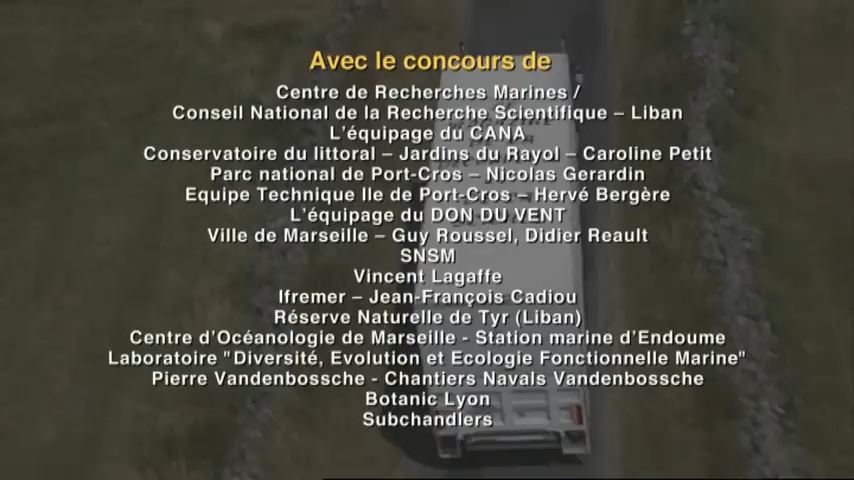 Avec le concours de
Centre de Recherches Marines /
Conseil National de la Recherche Scientifique – Liban
L'équipage du CANA
Conservatoire du littoral – Jardins du Rayol – Caroline Petit
Parc national de Port-Cros – Nicolas Gerardin
Equipe Technique Ile de Port-Cros – Hervé Bergère
L'équipage du DON DU VENT
Ville de Marseille – Guy Roussel, Didier Reault
SNSM
Vincent Lagaffe
Ifremer – Jean-François Cadiou
Réserve Naturelle de Tyr (Liban)
Centre d'Océanologie de Marseille - Station marine d'Endoume
Laboratoire "Diversité, Evolution et Ecologie Fonctionnelle Marine"
Pierre Vandenbossche - Chantiers Navals Vandenbossche
Botanic Lyon
Subchandlers